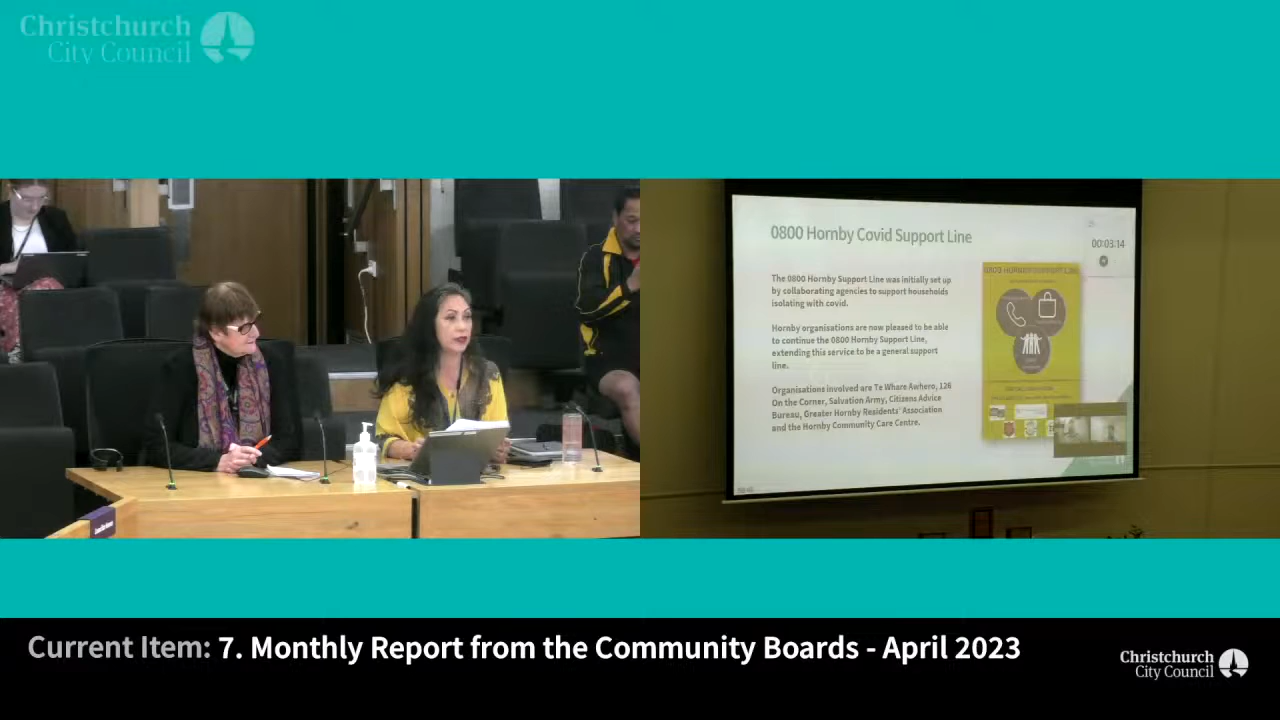 Christchurch
City Council
0800 Hornby Covid Support Line
00:03:14
The 0800 Hornby Support Line was initially set up
by collaborating agencies to support households
isolating with covid.
Hornby organisations are now pleased to be able
to continue the 0800 Hornby Support Line,
extending this service to be a general support
line.
Organisations involved are Te Whare Awhero, 126
On the Corner, Salvation Army, Citizens Advice
Bureau, Greater Hornby Residents' Association
and the Hornby Community Care Centre.
0800 HORNBY SUPPORT LINE
Current Item: 7. Monthly Report from the Community Boards - April 2023
Christchurch
City Council